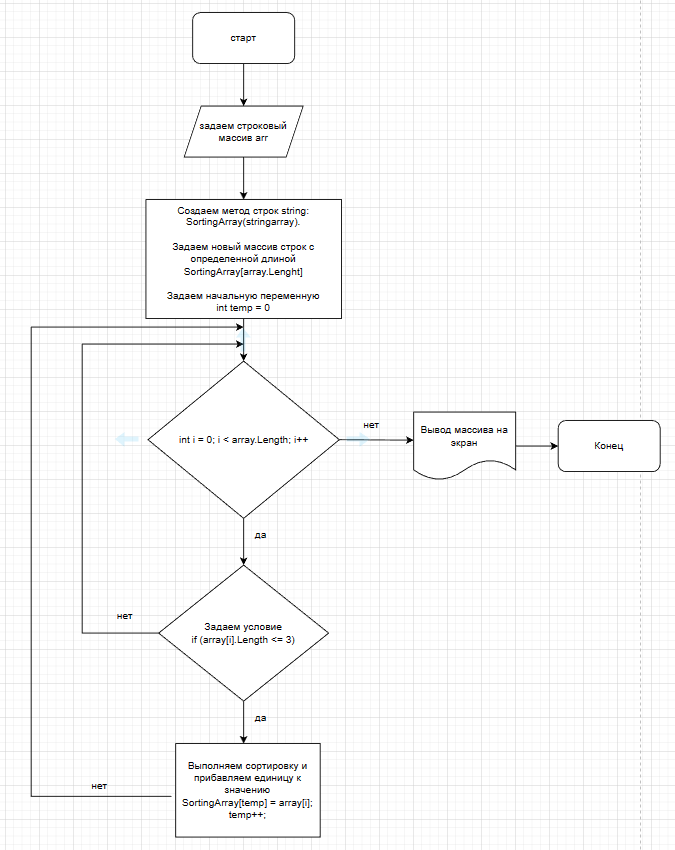 старт
задаем строковый
массив arr
Создаем метод строк string:
SortingArray(stringarray).
Задаем новый массив строк с
определенной длиной
SortingArray[array.Lenght]
Задаем начальную переменную
int temp = 0
int i = 0; i < array.Length; i++
нет
Вывод массива на
экран
Конец
да
Задаем условие
if (array[i].Length <= 3)
нет
да
Выполняем сортировку и
прибавляем единицу к
значению
SortingArray[temp] = array[i];
temp++;
нет